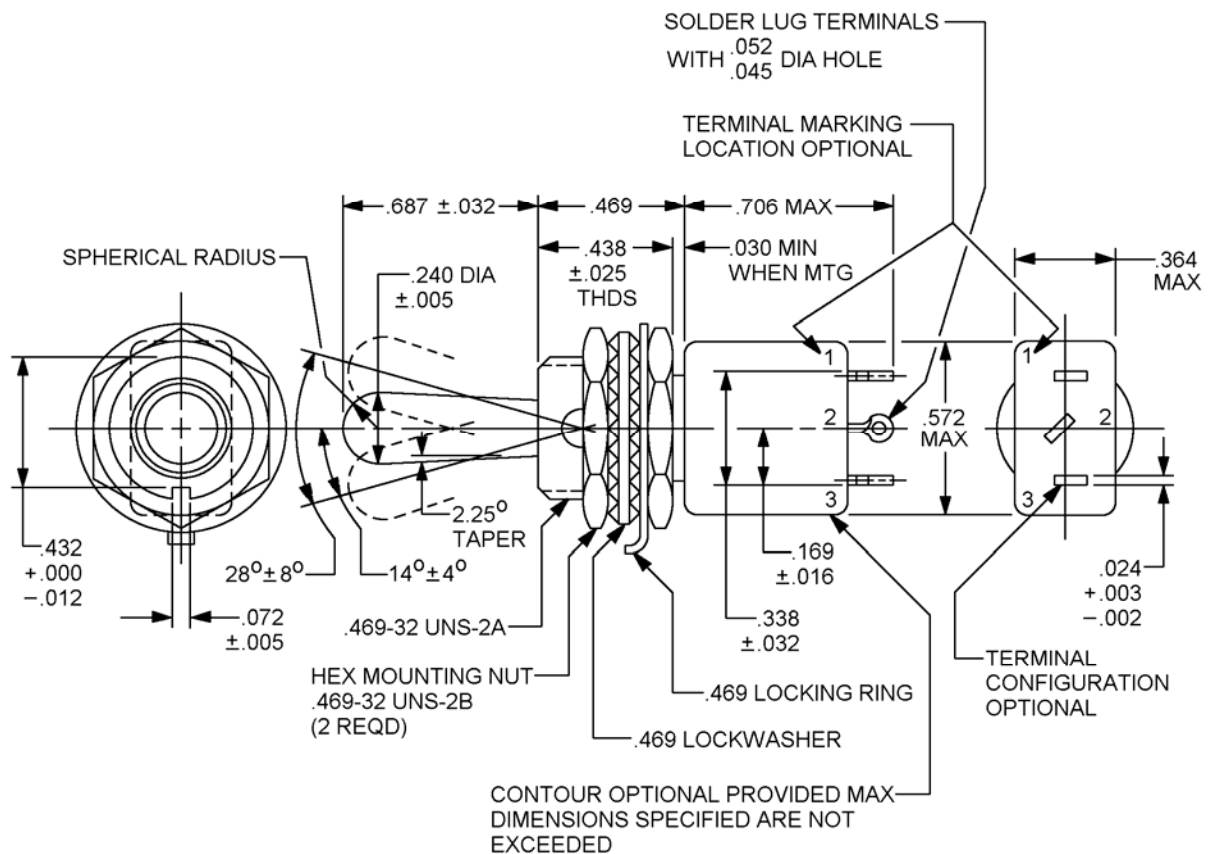 SOLDER LUG TERMINALS
WITH .052
.045 DIA HOLE
TERMINAL MARKING
LOCATION OPTIONAL
.687 ±.032
.469
.706 MAX
SPHERICAL RADIUS
.240 DIA
±.005
.438
±.025
THDS
.030 MIN
WHEN MTG
.364
MAX
1
2
3
.572
MAX
1
2
3
2.25°
TAPER
.432
+.000
−.012
28°±8°
14°±4°
.072
±.005
.169
±.016
.338
±.032
.024
+.003
−.002
.469-32 UNS-2A
HEX MOUNTING NUT
.469-32 UNS-2B
(2 REQD)
.469 LOCKING RING
.469 LOCKWASHER
TERMINAL
CONFIGURATION
OPTIONAL
CONTOUR OPTIONAL PROVIDED MAX
DIMENSIONS SPECIFIED ARE NOT
EXCEEDED